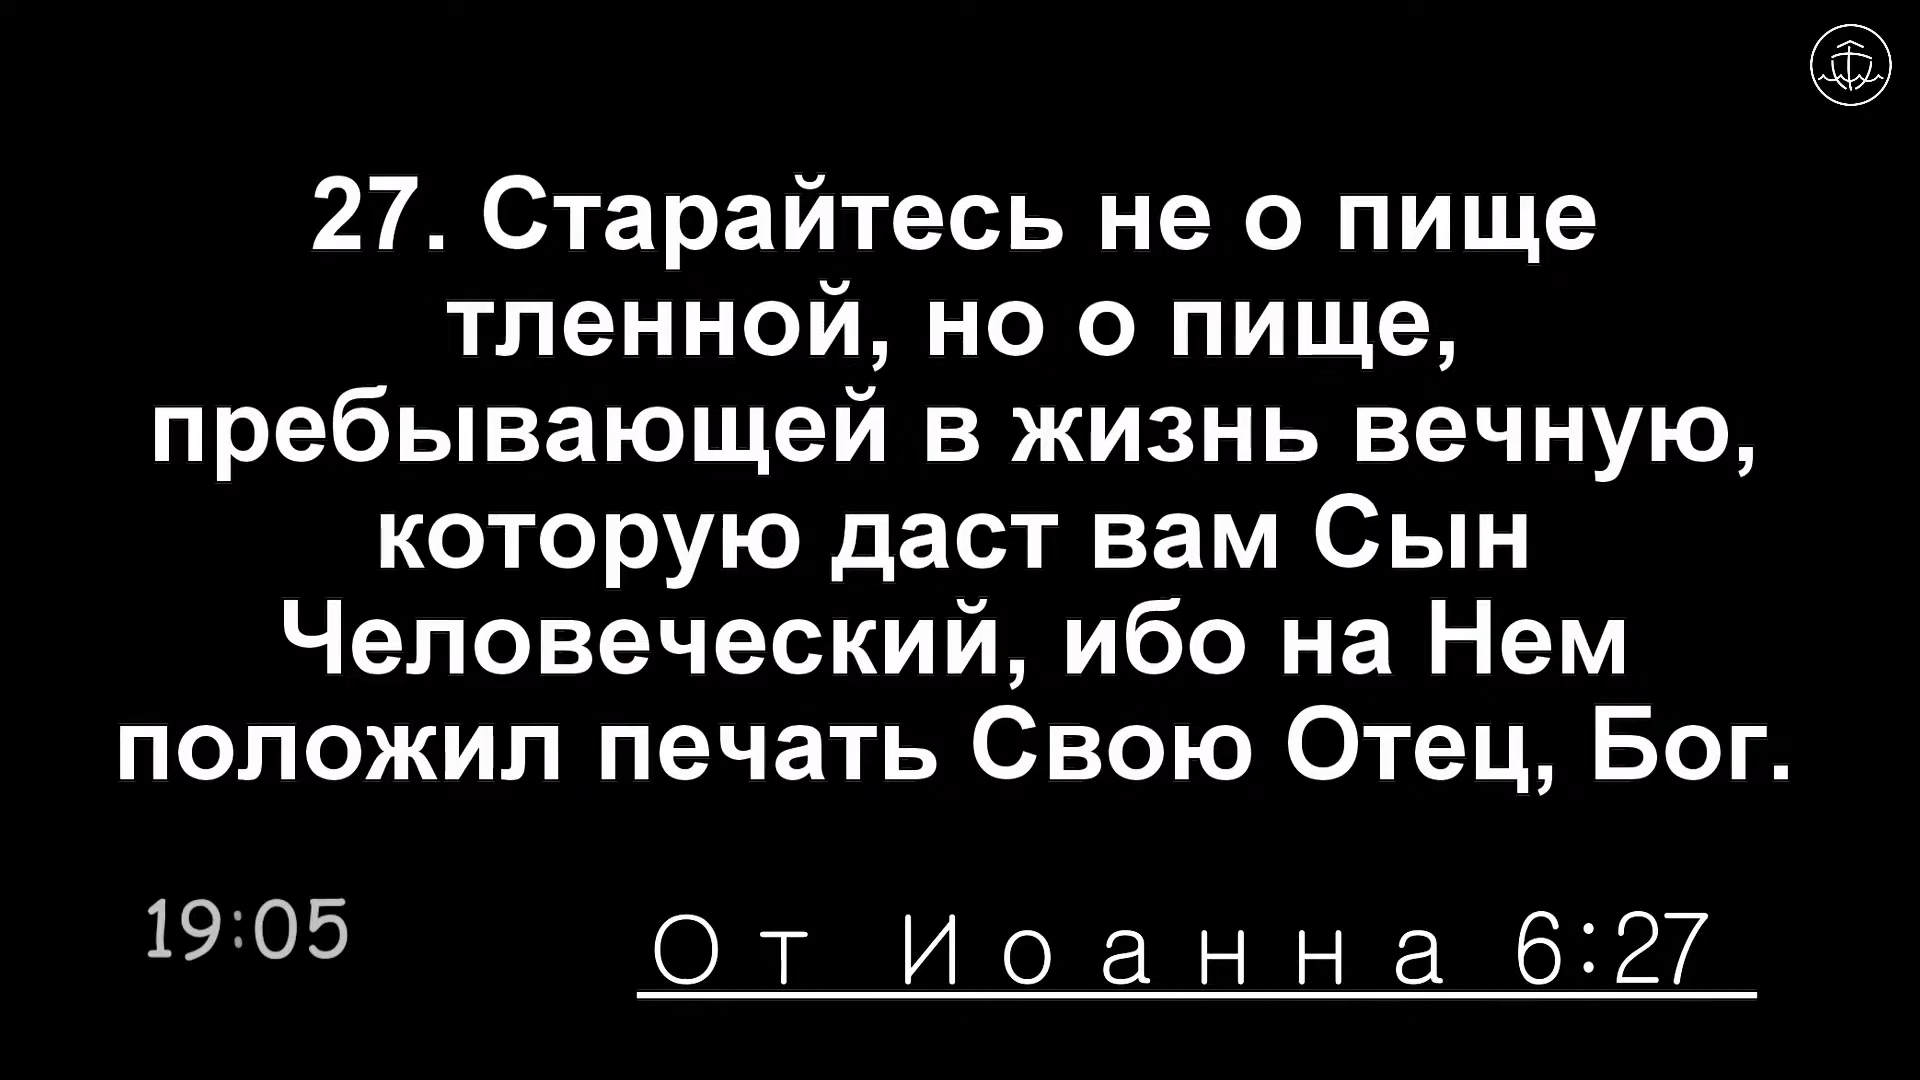 27. Старайтесь не о пище
тленной, но о пище,
пребывающей в жизнь вечную,
которую даст вам Сын
Человеческий, ибо на Нем
положил печать Свою Отец, Бог.
19:05
От Иоанна 6:27